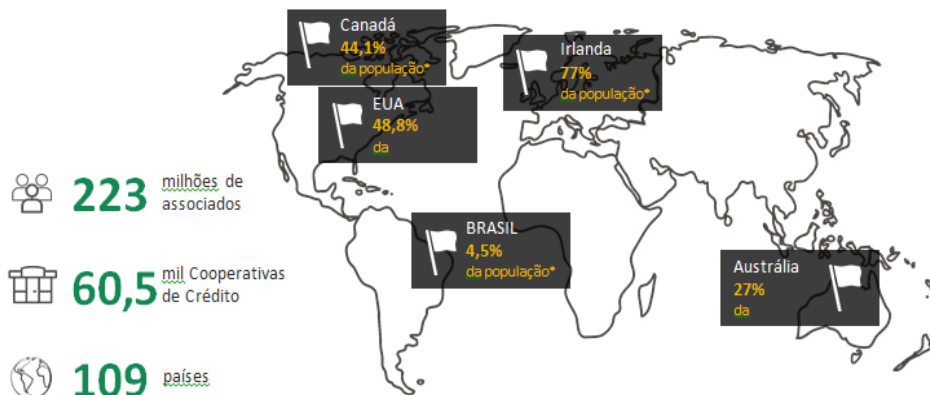 Canadá
44,1%
da população*
Irlanda
77%
da população*
EUA
48,8%
da
223 milhões de
associados
BRASIL
4,5%
da população*
60,5 mil Cooperativas
de Crédito
Austrália
27%
da
109 países